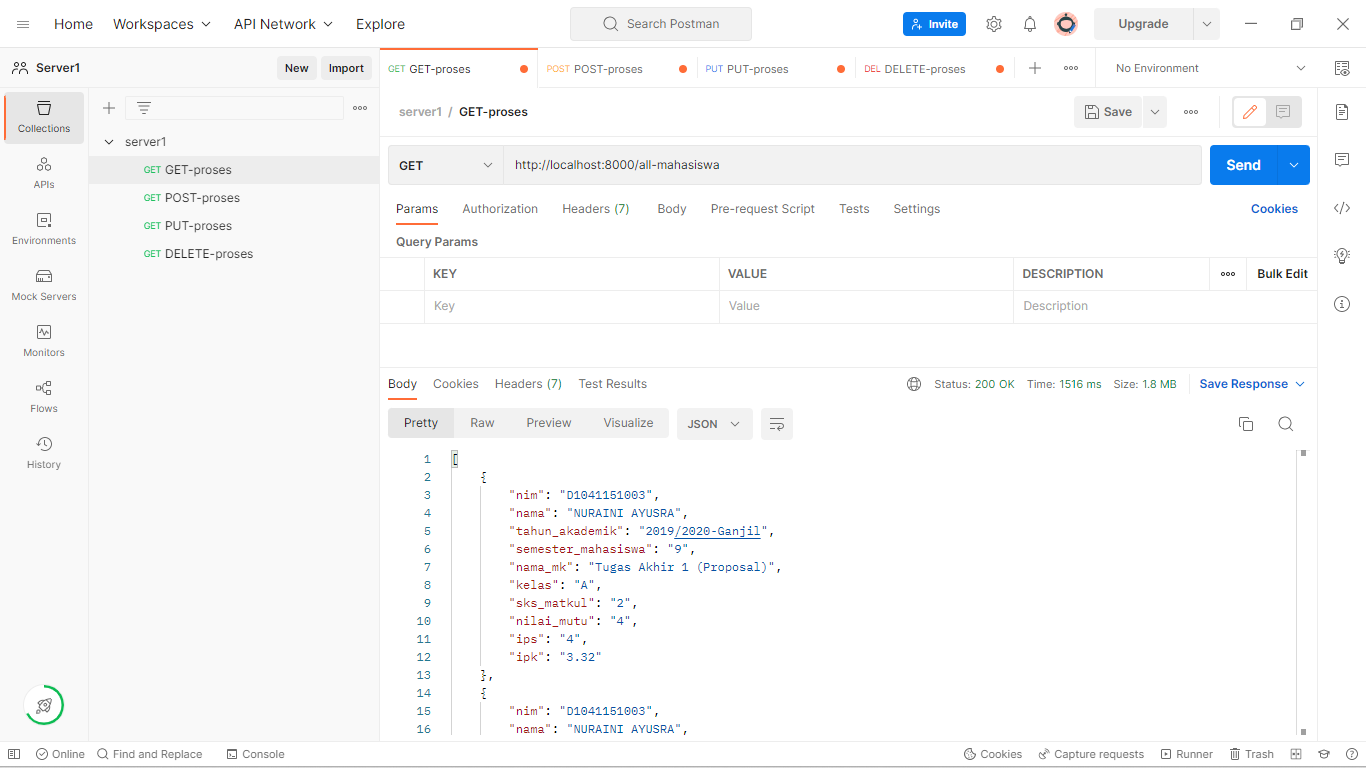 Home Workspaces API Network Explore Search Postman Invite Upgrade
Server1 New Import
GET GET-proses POST POST-proses PUT PUT-proses DEL DELETE-proses No Environment
Collections
APIs
Environments
Mock Servers
Monitors
Flows
History
server1
GET GET-proses
GET POST-proses
GET PUT-proses
GET DELETE-proses
server1 / GET-proses Save
GET http://localhost:8000/all-mahasiswa Send
Params Authorization Headers (7) Body Pre-request Script Tests Settings Cookies
Query Params
KEY VALUE DESCRIPTION Bulk Edit
Key Value Description
Body Cookies Headers (7) Test Results Status: 200 OK Time: 1516 ms Size: 1.8 MB Save Response
Pretty Raw Preview Visualize JSON
1 [
2 {
3 "nim": "D1041151003",
4 "nama": "NURAINI AYUSRA",
5 "tahun_akademik": "2019/2020-Ganjil",
6 "semester_mahasiswa": "9",
7 "nama_mk": "Tugas Akhir 1 (Proposal)",
8 "kelas": "A",
9 "sks_matkul": "2",
10 "nilai_mutu": "4",
11 "ips": "4",
12 "ipk": "3.32"
13 },
14 {
15 "nim": "D1041151003",
16 "nama": "NURAINI AYUSRA",
Online Find and Replace Console Cookies Capture requests Runner Trash